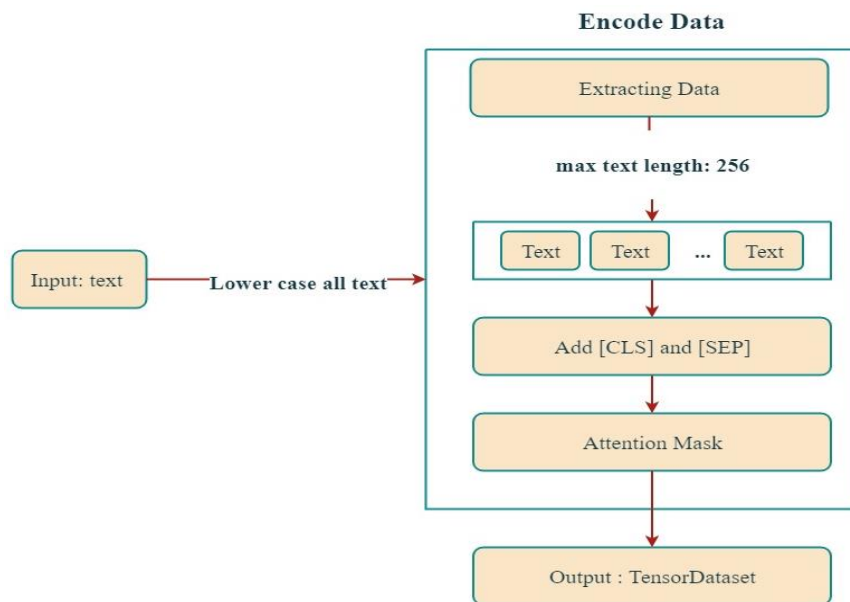 Encode Data
Extracting Data
max text length: 256
Text Text ... Text
Input: text
Lower case all text
Add [CLS] and [SEP]
Attention Mask
Output : TensorDataset